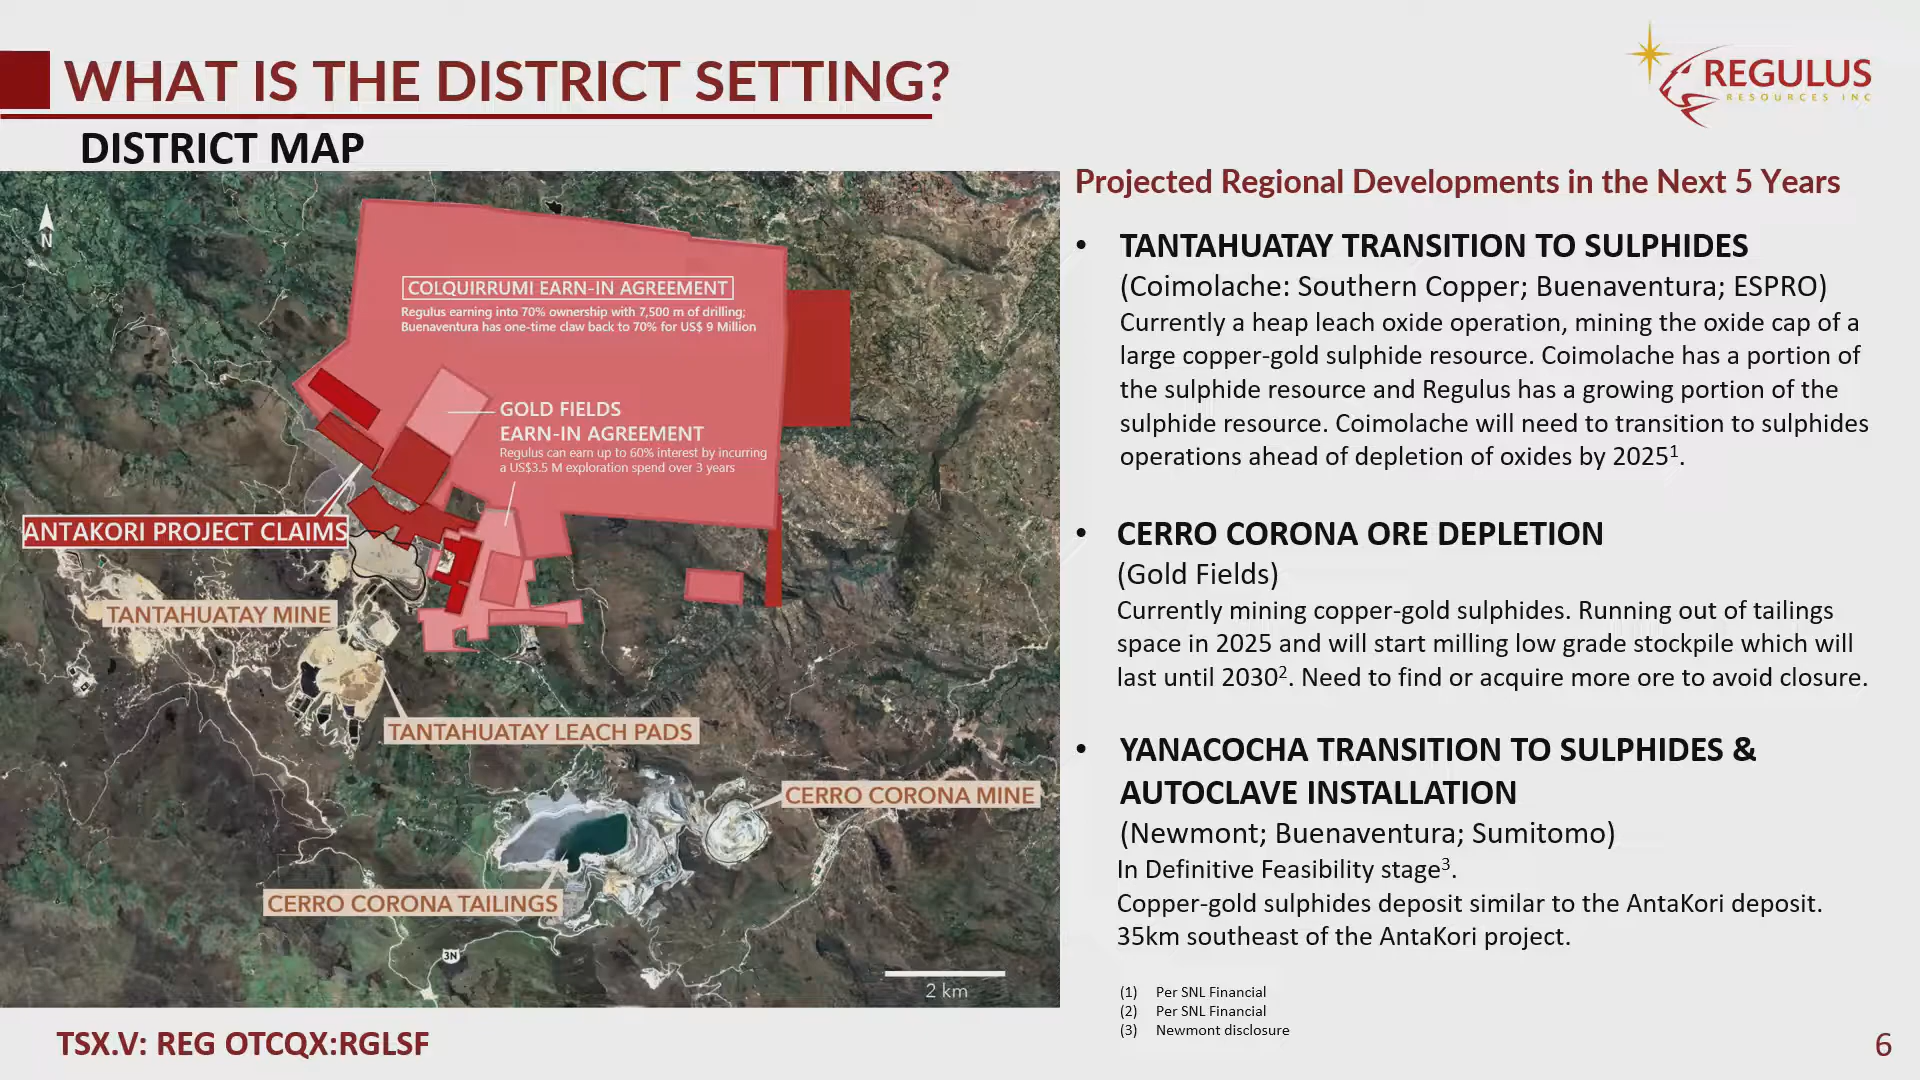 WHAT IS THE DISTRICT SETTING?
REGULUS
RESOURCES INC
DISTRICT MAP
N
COLQUIRRUMI EARN-IN AGREEMENT
Regulus earning into 70% ownership with 7,500 m of drilling;
Buenaventura has one-time claw back to 70% for US$ 9 Million
GOLD FIELDS
EARN-IN AGREEMENT
Regulus can earn up to 60% interest by incurring
a US$3.5 M exploration spend over 3 years
ANTAKORI PROJECT CLAIMS
TANTAHUATAY MINE
TANTAHUATAY LEACH PADS
CERRO CORONA MINE
CERRO CORONA TAILINGS
3N
2 km
Projected Regional Developments in the Next 5 Years
• TANTAHUATAY TRANSITION TO SULPHIDES
(Coimolache: Southern Copper; Buenaventura; ESPRO)
Currently a heap leach oxide operation, mining the oxide cap of a
large copper-gold sulphide resource. Coimolache has a portion of
the sulphide resource and Regulus has a growing portion of the
sulphide resource. Coimolache will need to transition to sulphides
operations ahead of depletion of oxides by 2025¹.
• CERRO CORONA ORE DEPLETION
(Gold Fields)
Currently mining copper-gold sulphides. Running out of tailings
space in 2025 and will start milling low grade stockpile which will
last until 2030². Need to find or acquire more ore to avoid closure.
• YANACOCHA TRANSITION TO SULPHIDES &
AUTOCLAVE INSTALLATION
(Newmont; Buenaventura; Sumitomo)
In Definitive Feasibility stage³.
Copper-gold sulphides deposit similar to the AntaKori deposit.
35km southeast of the AntaKori project.
(1) Per SNL Financial
(2) Per SNL Financial
(3) Newmont disclosure
TSX.V: REG OTCQX:RGLSF
6